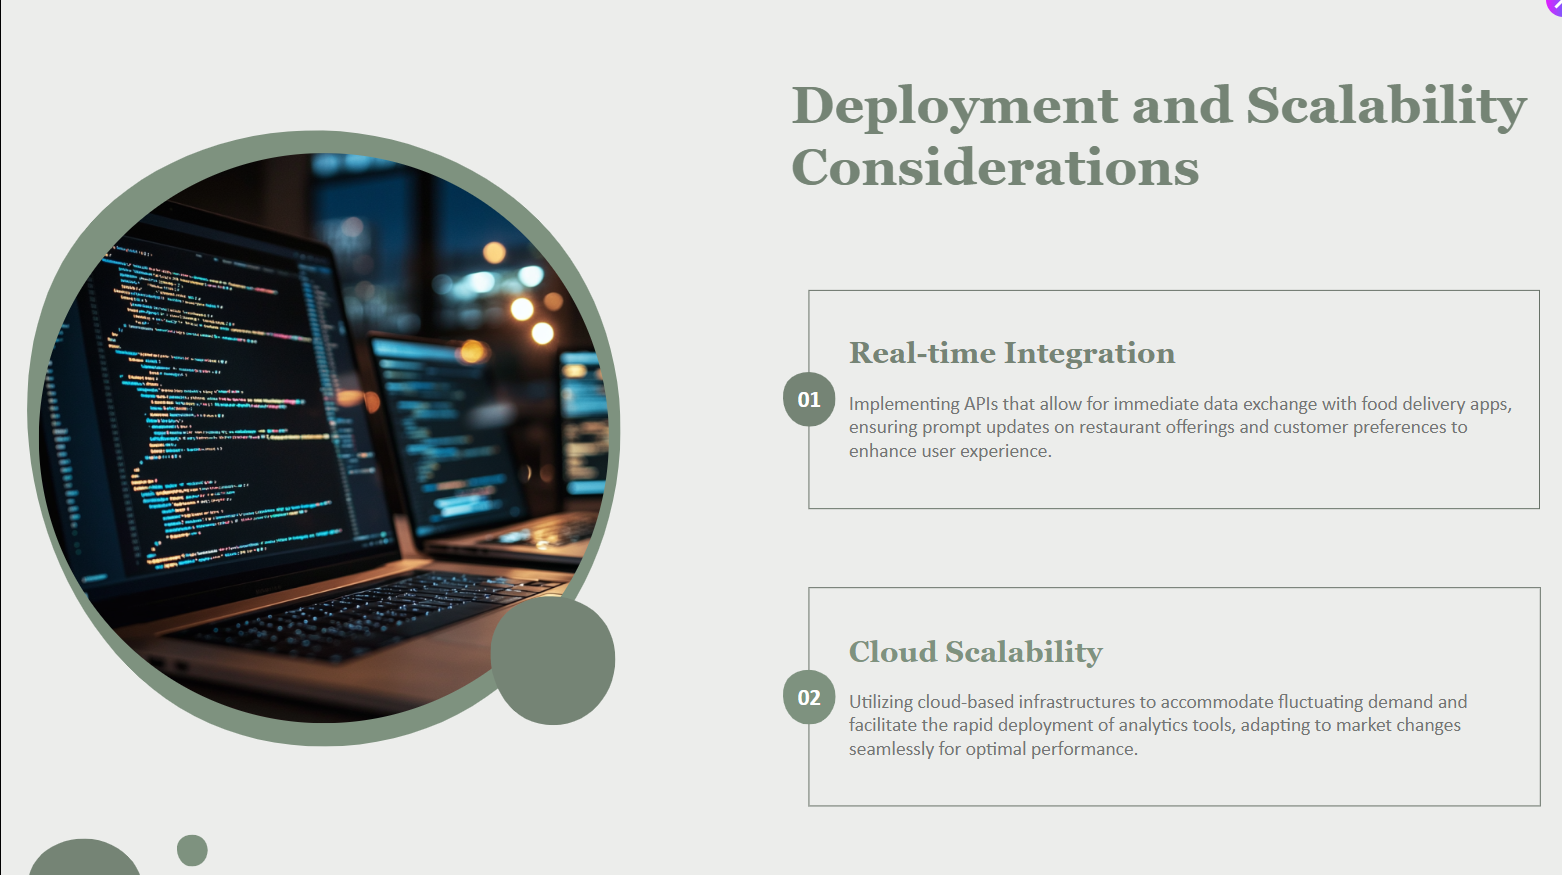 Deployment and Scalability
Considerations
01
Real-time Integration
Implementing APIs that allow for immediate data exchange with food delivery apps,
ensuring prompt updates on restaurant offerings and customer preferences to
enhance user experience.
02
Cloud Scalability
Utilizing cloud-based infrastructures to accommodate fluctuating demand and
facilitate the rapid deployment of analytics tools, adapting to market changes
seamlessly for optimal performance.